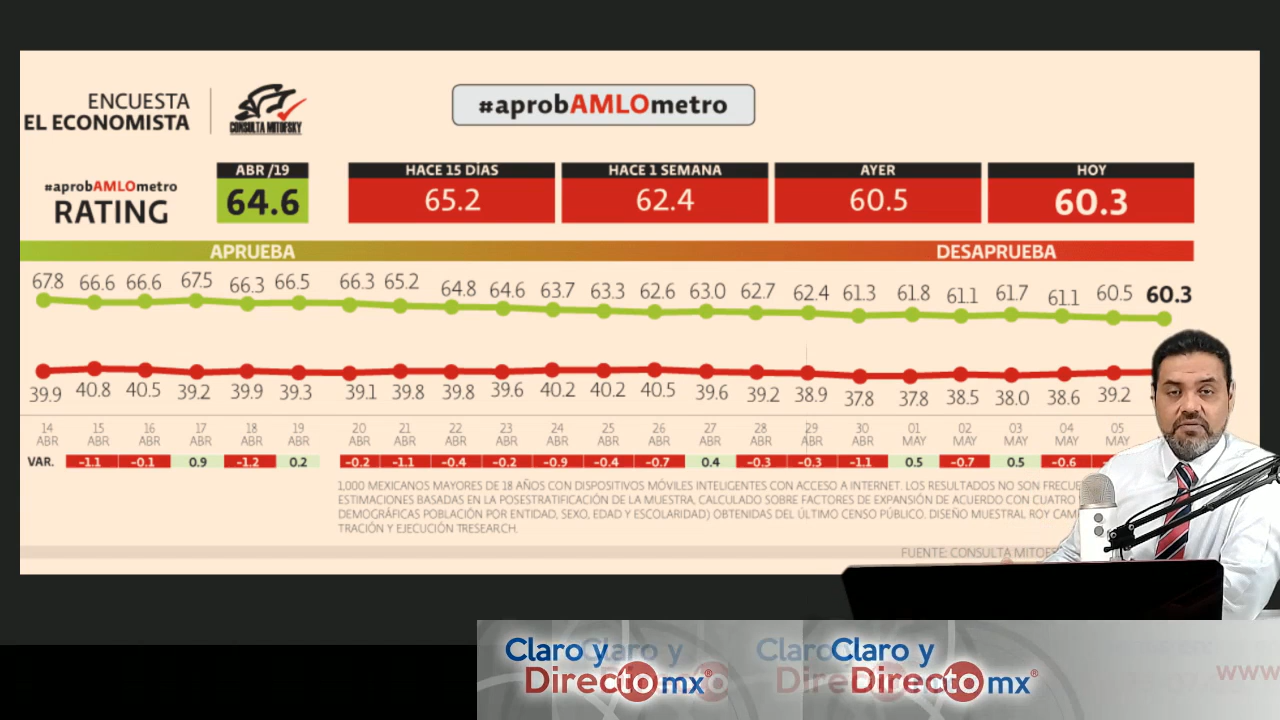 ENCUESTA
EL ECONOMISTA
CONSULTA MITOFSKY
#aprobAMLOmetro
#aprobAMLOmetro
RATING
ABR /19
64.6
HACE 15 DÍAS
65.2
HACE 1 SEMANA
62.4
AYER
60.5
HOY
60.3
APRUEBA DESAPRUEBA
67.8 66.6 66.6 67.5 66.3 66.5 66.3 65.2 64.8 64.6 63.7 63.3 62.6 63.0 62.7 62.4 61.3 61.8 61.1 61.7 61.1 60.5 60.3
39.9 40.8 40.5 39.2 39.9 39.3 39.1 39.8 39.8 39.6 40.2 40.2 40.5 39.6 39.2 38.9 37.8 37.8 38.5 38.0 38.6 39.2
14 15 16 17 18 19 20 21 22 23 24 25 26 27 28 29 30 01 02 03 04 05
ABR ABR ABR ABR ABR ABR ABR ABR ABR ABR ABR ABR ABR ABR ABR ABR ABR MAY MAY MAY MAY MAY
VAR. -1.1 -0.1 0.9 -1.2 0.2 -0.2 -1.1 -0.4 -0.2 -0.9 -0.4 -0.7 0.4 -0.3 -0.3 -1.1 0.5 -0.7 0.5 -0.6
1,000 MEXICANOS MAYORES DE 18 AÑOS CON DISPOSITIVOS MÓVILES INTELIGENTES CON ACCESO A INTERNET. LOS RESULTADOS NO SON
ESTIMACIONES BASADAS EN LA POSESTRATIFICACIÓN DE LA MUESTRA, CALCULADO SOBRE FACTORES DE EXPANSIÓN DE ACUERDO CON CUATRO
DEMOGRÁFICAS POBLACIÓN POR ENTIDAD, SEXO, EDAD Y ESCOLARIDAD) OBTENIDAS DEL ÚLTIMO CENSO PÚBLICO. DISEÑO MUESTRAL ROY
TRACIÓN Y EJECUCIÓN TRESEARCH.
FUENTE: CONSULTA
Claro y
Directo mx®
Claro y
Directo mx®
www